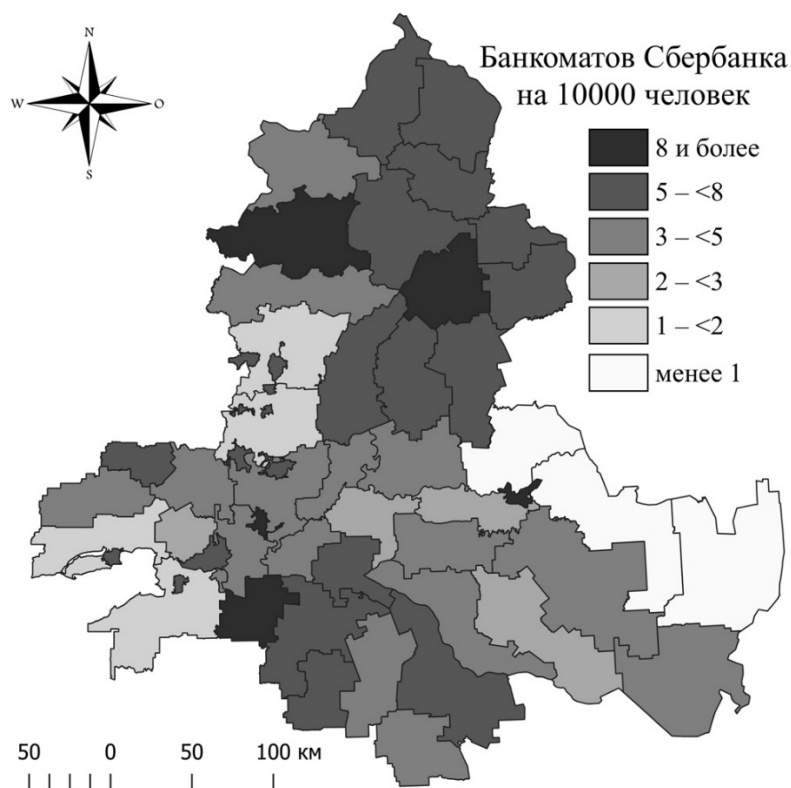 N
W
O
S
Банкоматов Сбербанка
на 10000 человек
8 и более
5 – <8
3 – <5
2 – <3
1 – <2
менее 1
50 0 50 100 км